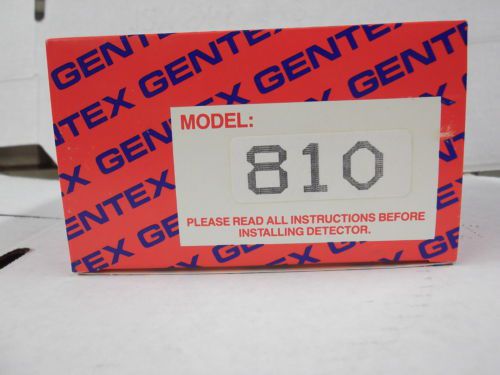 GENTEX GENTEX GENTEX
MODEL:
810
PLEASE READ ALL INSTRUCTIONS BEFORE
INSTALLING DETECTOR.